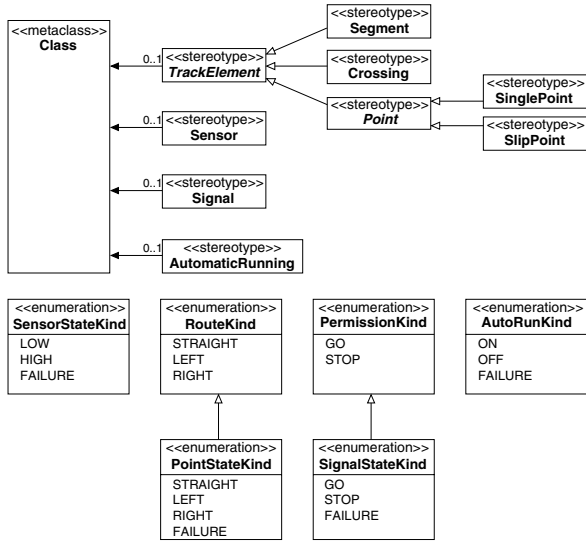 <<metaclass>>
Class
0..1
<<stereotype>>
TrackElement
<<stereotype>>
Segment
<<stereotype>>
Crossing
<<stereotype>>
Point
<<stereotype>>
SinglePoint
<<stereotype>>
SlipPoint
0..1
<<stereotype>>
Sensor
0..1
<<stereotype>>
Signal
0..1
<<stereotype>>
AutomaticRunning
<<enumeration>>
SensorStateKind
LOW
HIGH
FAILURE
<<enumeration>>
RouteKind
STRAIGHT
LEFT
RIGHT
<<enumeration>>
PermissionKind
GO
STOP
<<enumeration>>
AutoRunKind
ON
OFF
FAILURE
<<enumeration>>
PointStateKind
STRAIGHT
LEFT
RIGHT
FAILURE
<<enumeration>>
SignalStateKind
GO
STOP
FAILURE